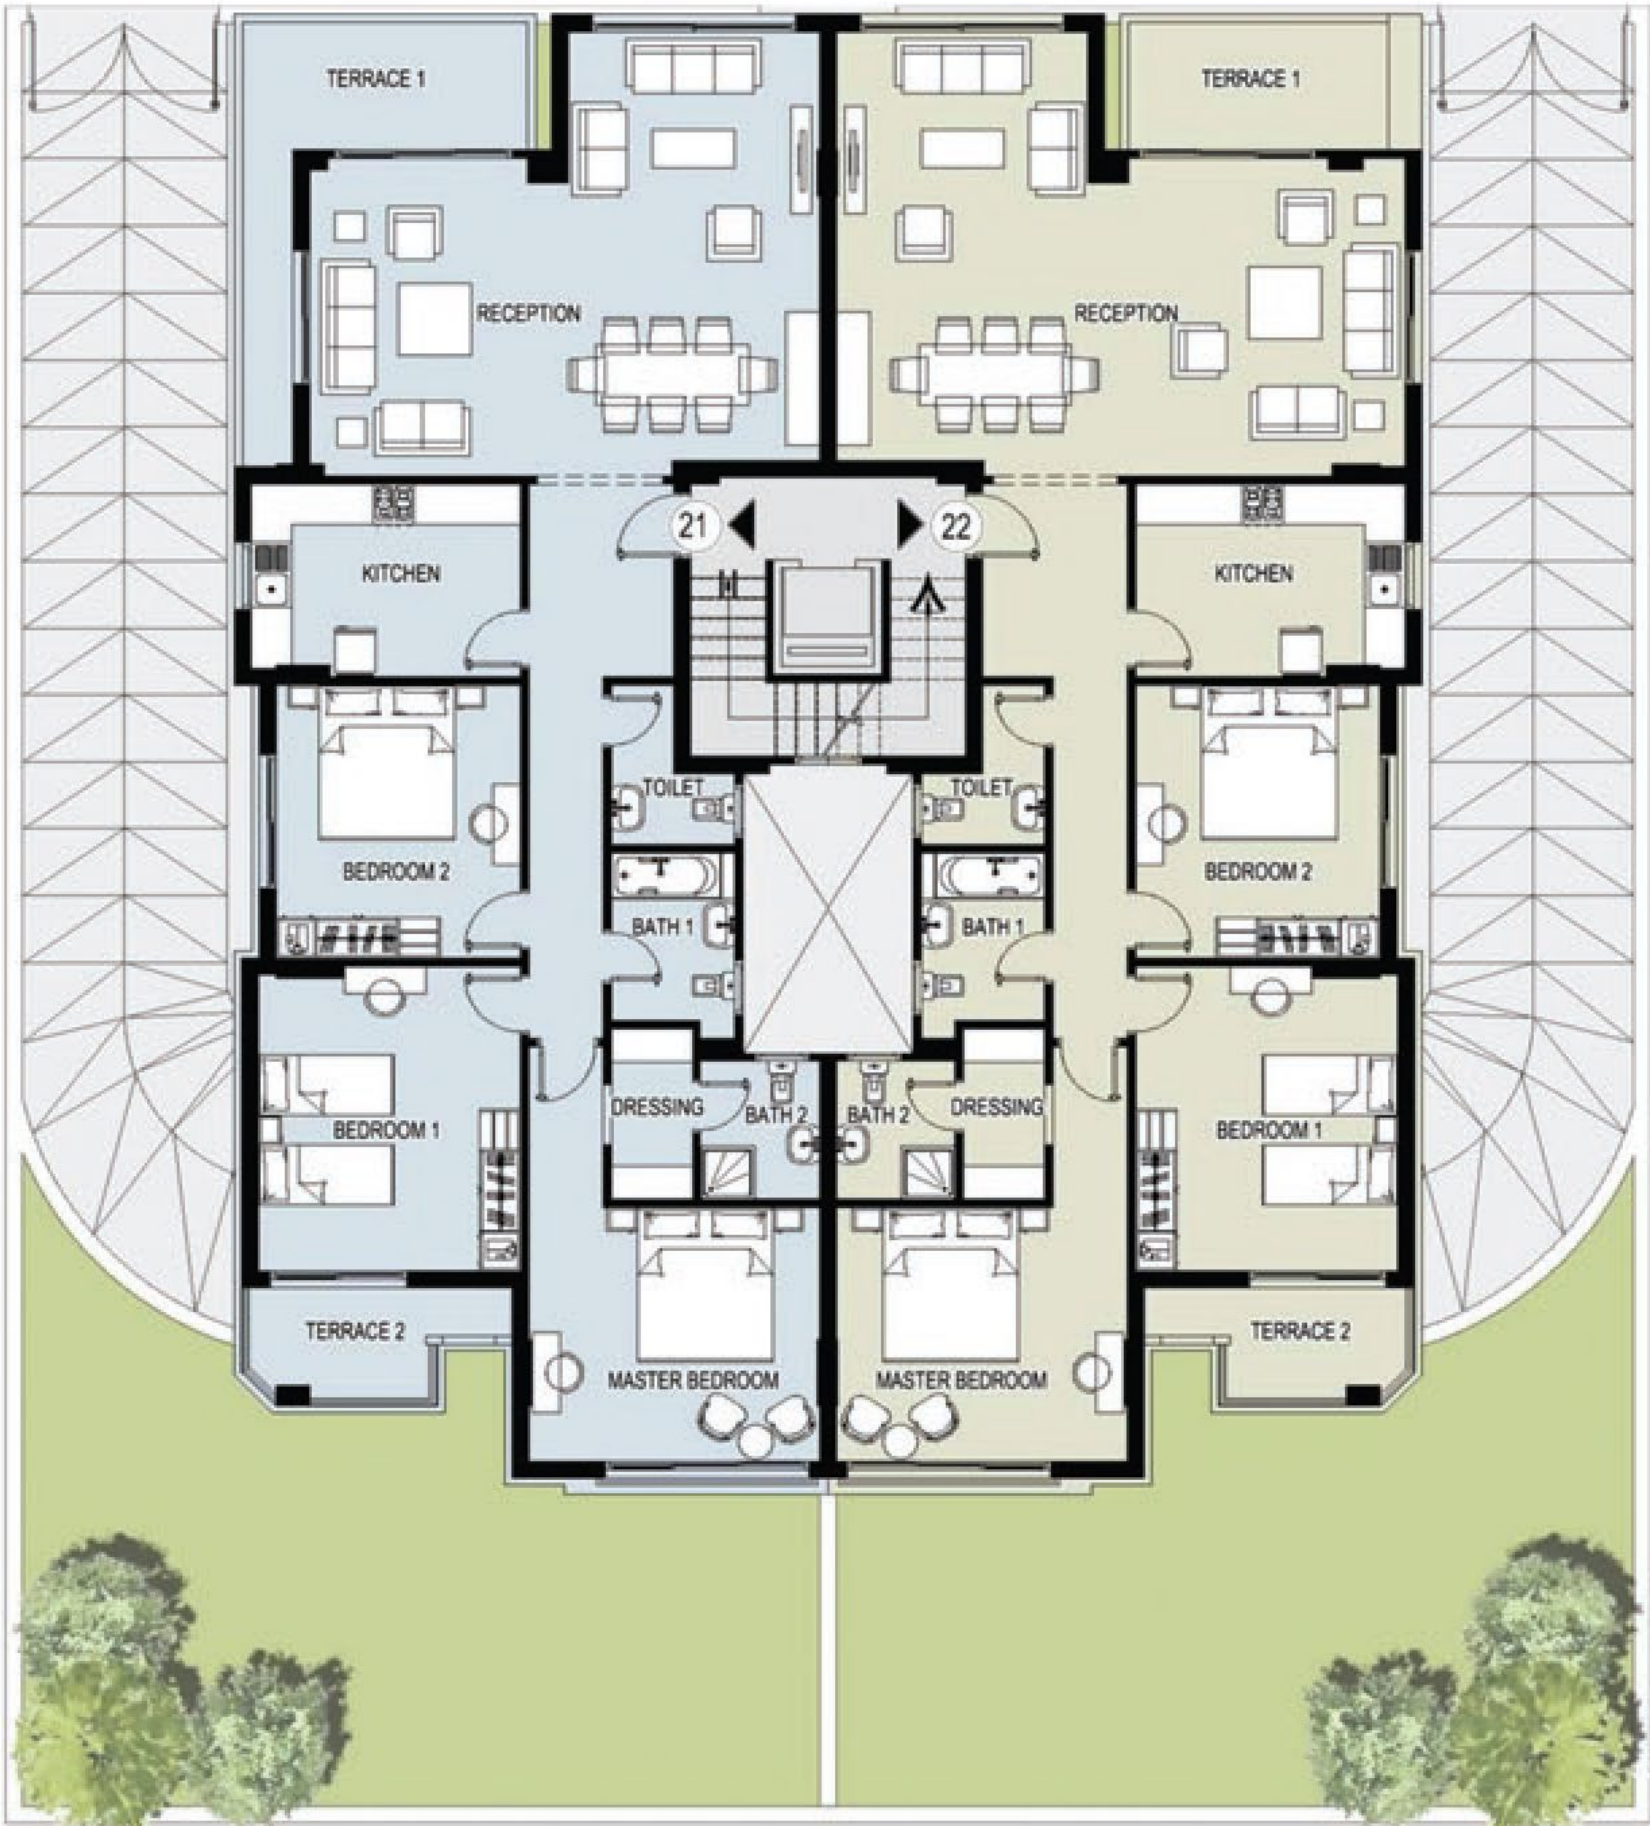 TERRACE 1
TERRACE 1
RECEPTION
RECEPTION
21
22
KITCHEN
KITCHEN
TOILET
TOILET
BEDROOM 2
BEDROOM 2
BATH 1
BATH 1
DRESSING
BATH 2
BATH 2
DRESSING
BEDROOM 1
BEDROOM 1
TERRACE 2
TERRACE 2
MASTER BEDROOM
MASTER BEDROOM